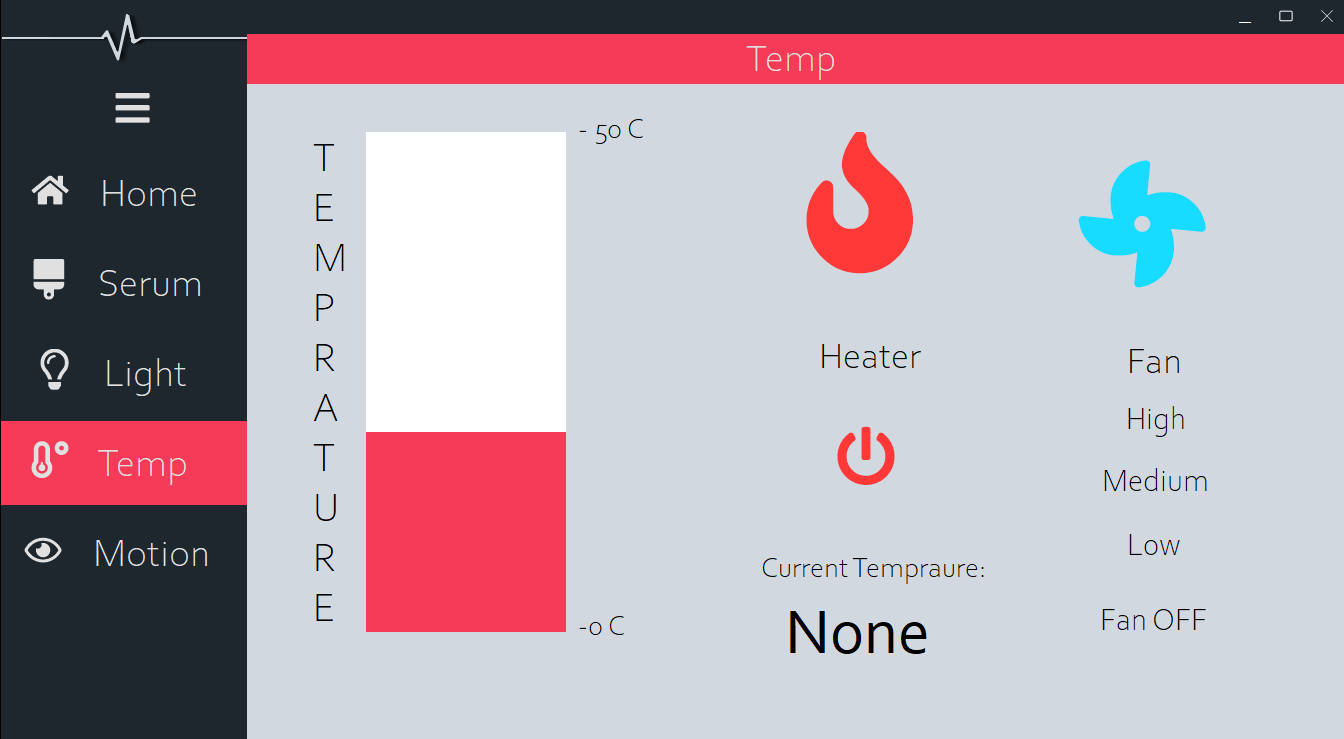 Temp
Home
Serum
Light
Temp
Motion
T
E
M
P
R
A
T
U
R
E
- 50 C
-0 C
Heater
Current Tempraure:
None
Fan
High
Medium
Low
Fan OFF